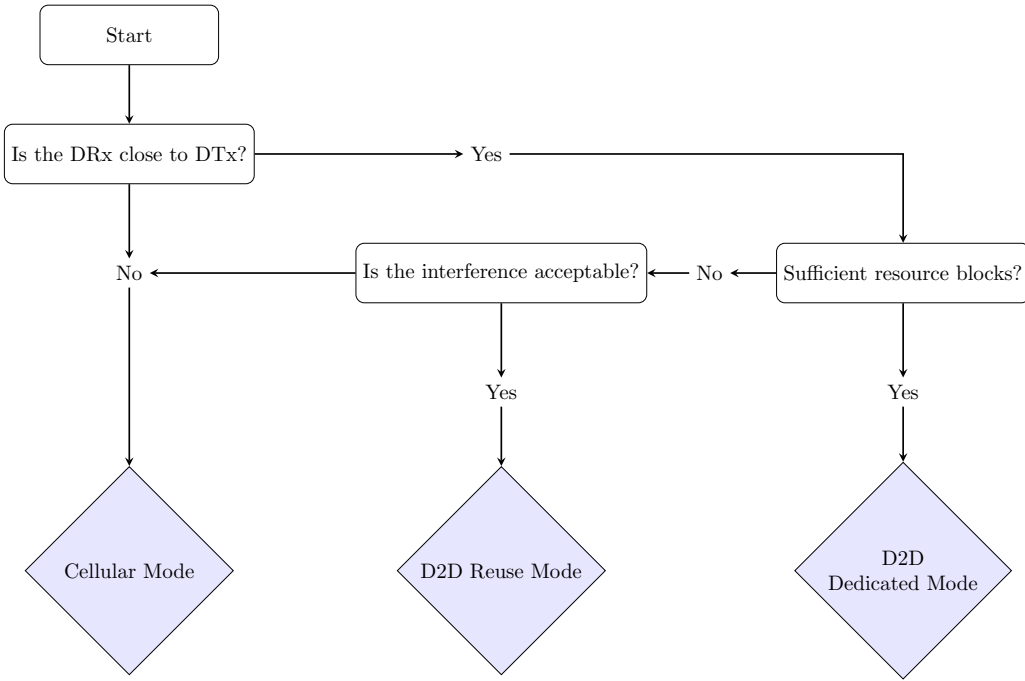 Start
Is the DRx close to DTx?
Yes
No
Is the interference acceptable?
No
Sufficient resource blocks?
Yes
Yes
Cellular Mode
D2D Reuse Mode
D2D
Dedicated Mode